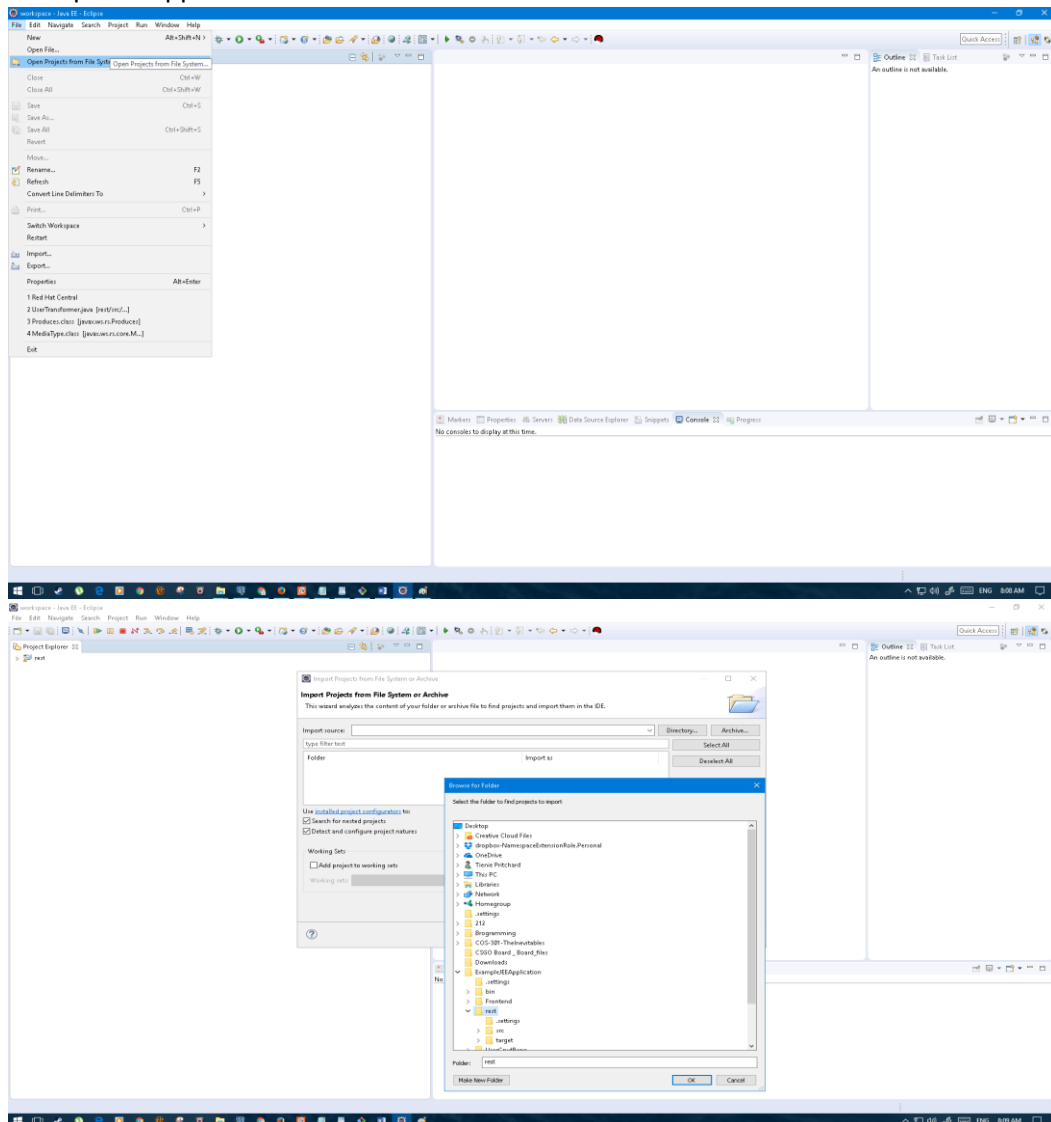 workspace - Java EE - Eclipse
File Edit Navigate Search Project Run Window Help
New Alt+Shift+N >
Open File...
Open Projects from File Syste
Open Projects from File System...
Close Ctrl+W
Close All Ctrl+Shift+W
Save Ctrl+S
Save As...
Save All Ctrl+Shift+S
Revert
Move...
Rename... F2
Refresh F5
Convert Line Delimiters To >
Print... Ctrl+P
Switch Workspace >
Restart
Import...
Export...
Properties Alt+Enter
1 Red Hat Central
2 UserTransformer.java [rest/src/...]
3 Produces.class [javax.ws.rs.Produces]
4 MediaType.class [javax.ws.rs.core.M...]
Exit
Quick Access
Outline Task List
An outline is not available.
Markers Properties Servers Data Source Explorer Snippets Console Progress
No consoles to display at this time.
ENG 8:08 AM
workspace - Java EE - Eclipse
File Edit Navigate Search Project Run Window Help
Quick Access
Project Explorer
> rest
Outline Task List
An outline is not available.
Import Projects from File System or Archive
Import Projects from File System or Archive
This wizard analyzes the content of your folder or archive file to find projects and import them in the IDE.
Import source: Directory... Archive...
type filter text Select All
Folder Import as Deselect All
Use installed project configurators to:
Search for nested projects
Detect and configure project natures
Working Sets
Add project to working sets
Working sets:
Browse for Folder
Select the folder to find projects to import
Desktop
> Creative Cloud Files
> dropbox-NamespaceExtensionRole.Personal
> OneDrive
> Tienie Pritchard
> This PC
> Libraries
> Network
> Homegroup
.settings
> 212
> Brogramming
> COS-301-TheInevitables
CSGO Board _ Board_files
Downloads
ExampleJEEApplication
.settings
> bin
> Frontend
rest
.settings
> src
> target
Folder: rest
Make New Folder OK Cancel
No
ENG 8:09 AM